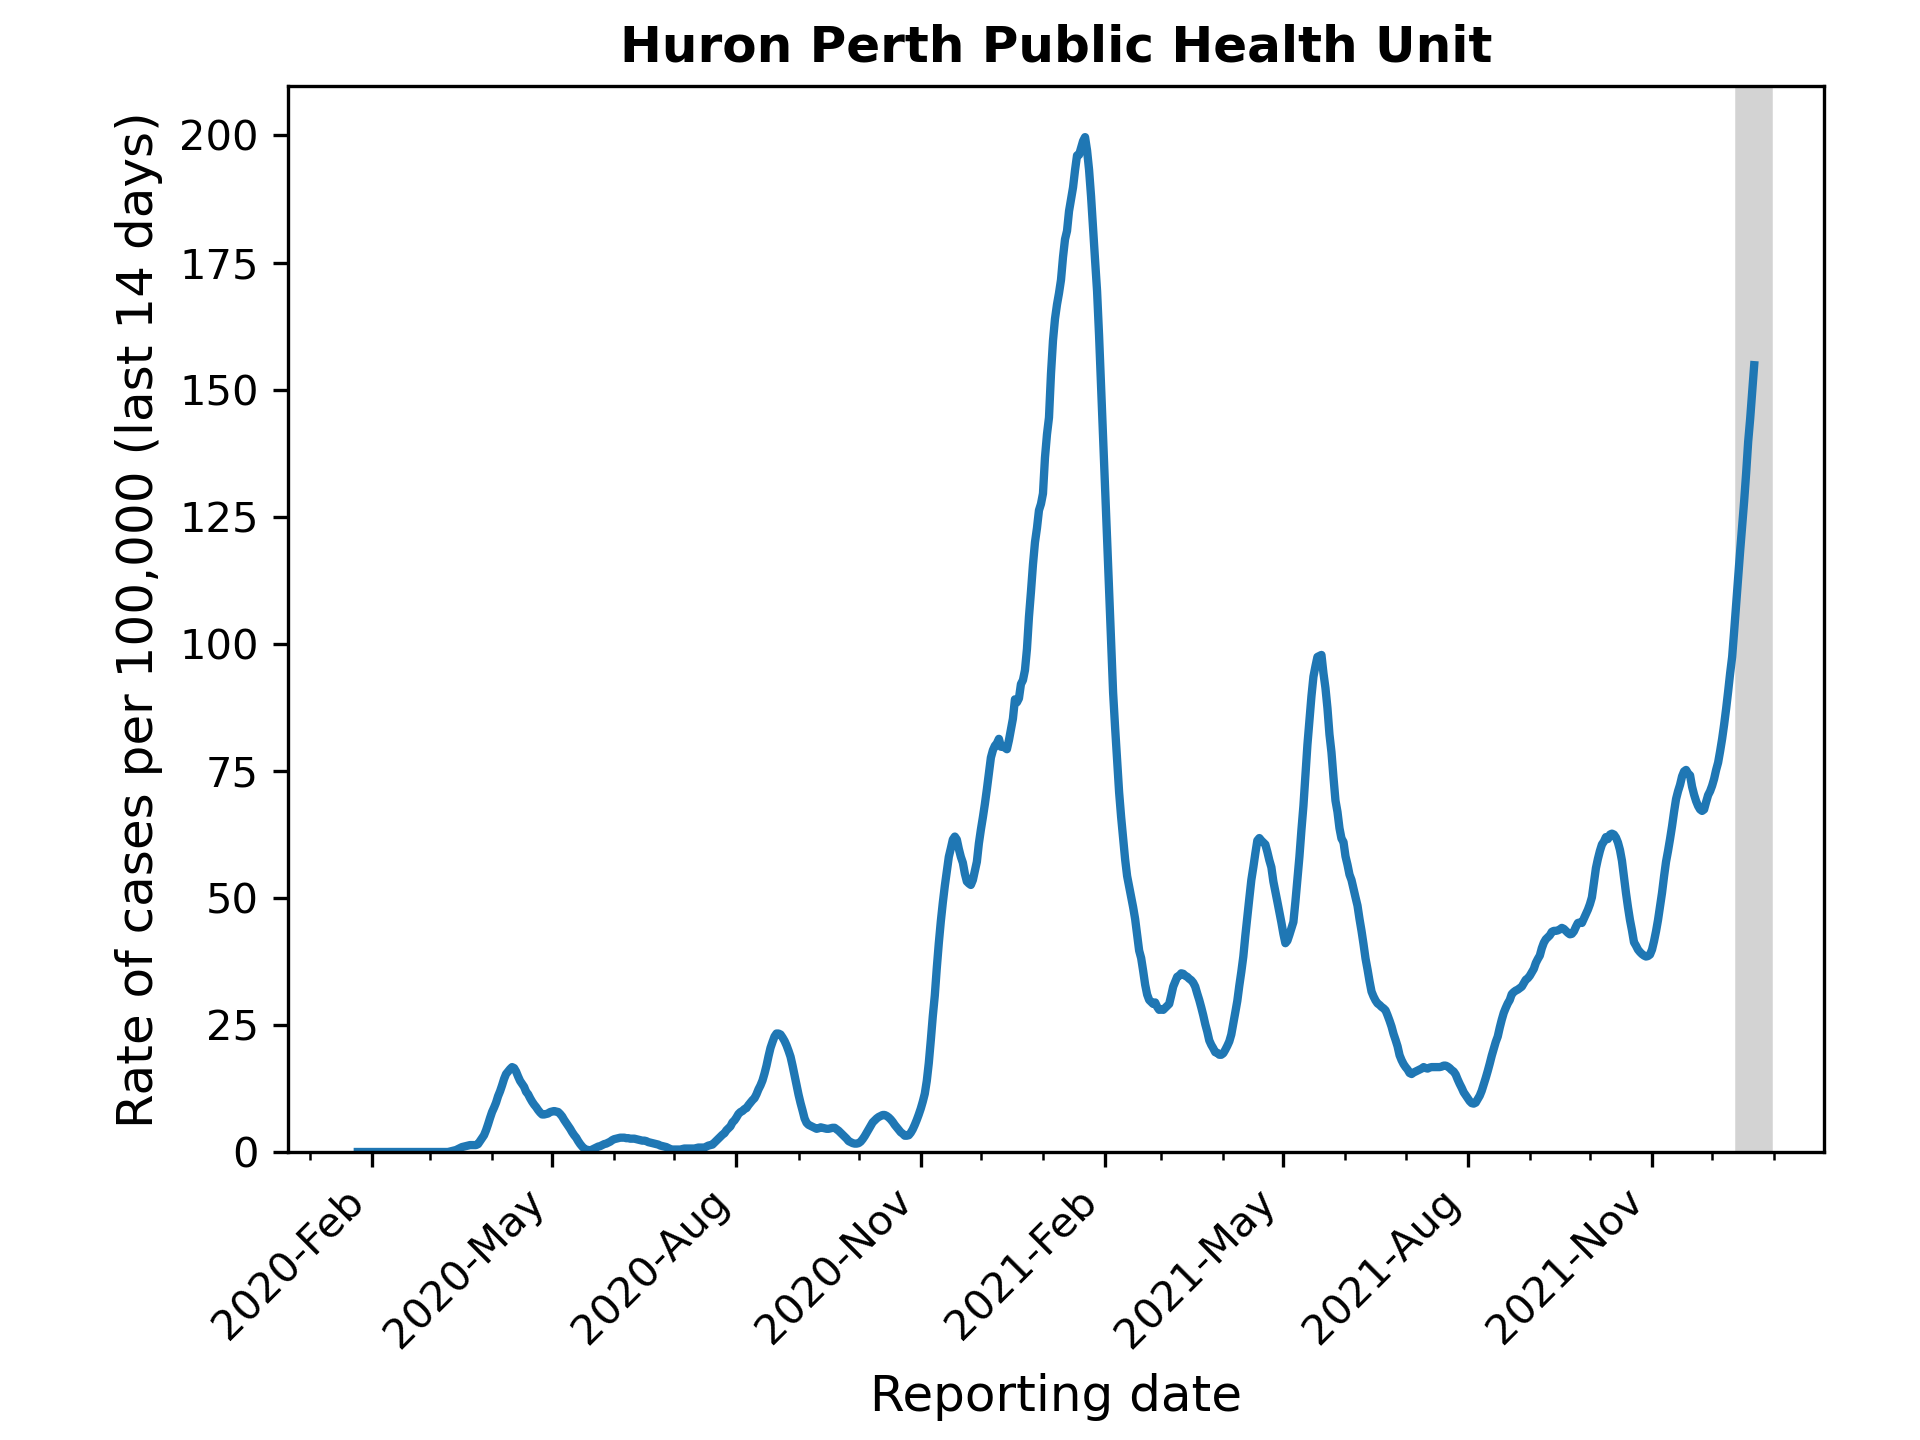 Huron Perth Public Health Unit
Rate of cases per 100,000 (last 14 days)
200
175
150
125
100
75
50
25
0
2020-Feb
2020-May
2020-Aug
2020-Nov
2021-Feb
2021-May
2021-Aug
2021-Nov
Reporting date